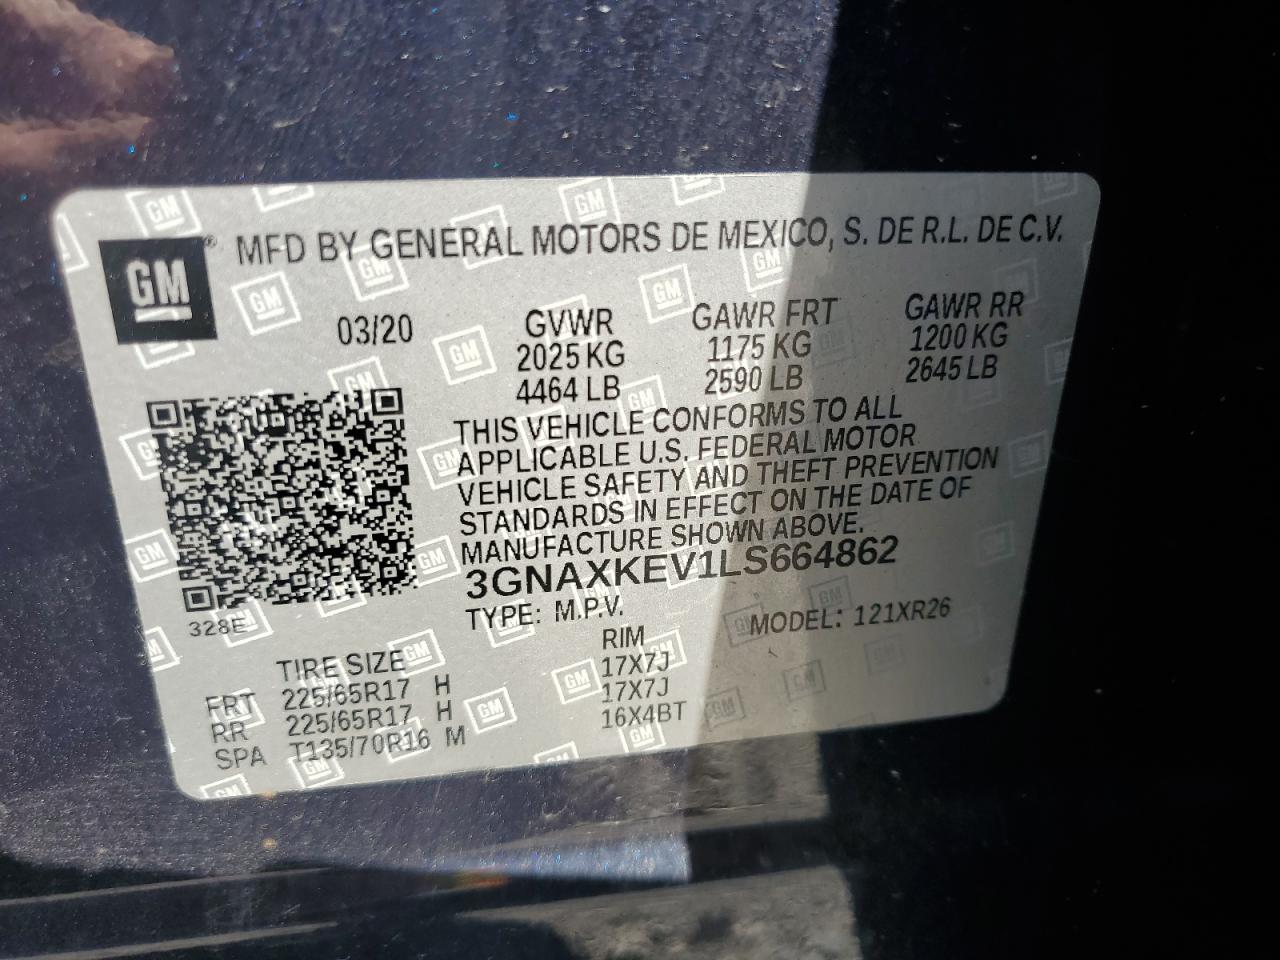 GM ® MFD BY GENERAL MOTORS DE MEXICO, S. DE R.L. DE C.V.
03/20 GVWR GAWR FRT GAWR RR
2025 KG 1175 KG 1200 KG
4464 LB 2590 LB 2645 LB
THIS VEHICLE CONFORMS TO ALL
APPLICABLE U.S. FEDERAL MOTOR
VEHICLE SAFETY AND THEFT PREVENTION
STANDARDS IN EFFECT ON THE DATE OF
MANUFACTURE SHOWN ABOVE.
3GNAXKEV1LS664862
TYPE: M.P.V. MODEL: 121XR26
328E
TIRE SIZE RIM
FRT 225/65R17 H 17X7J
RR 225/65R17 H 17X7J
SPA T135/70R16 M 16X4BT